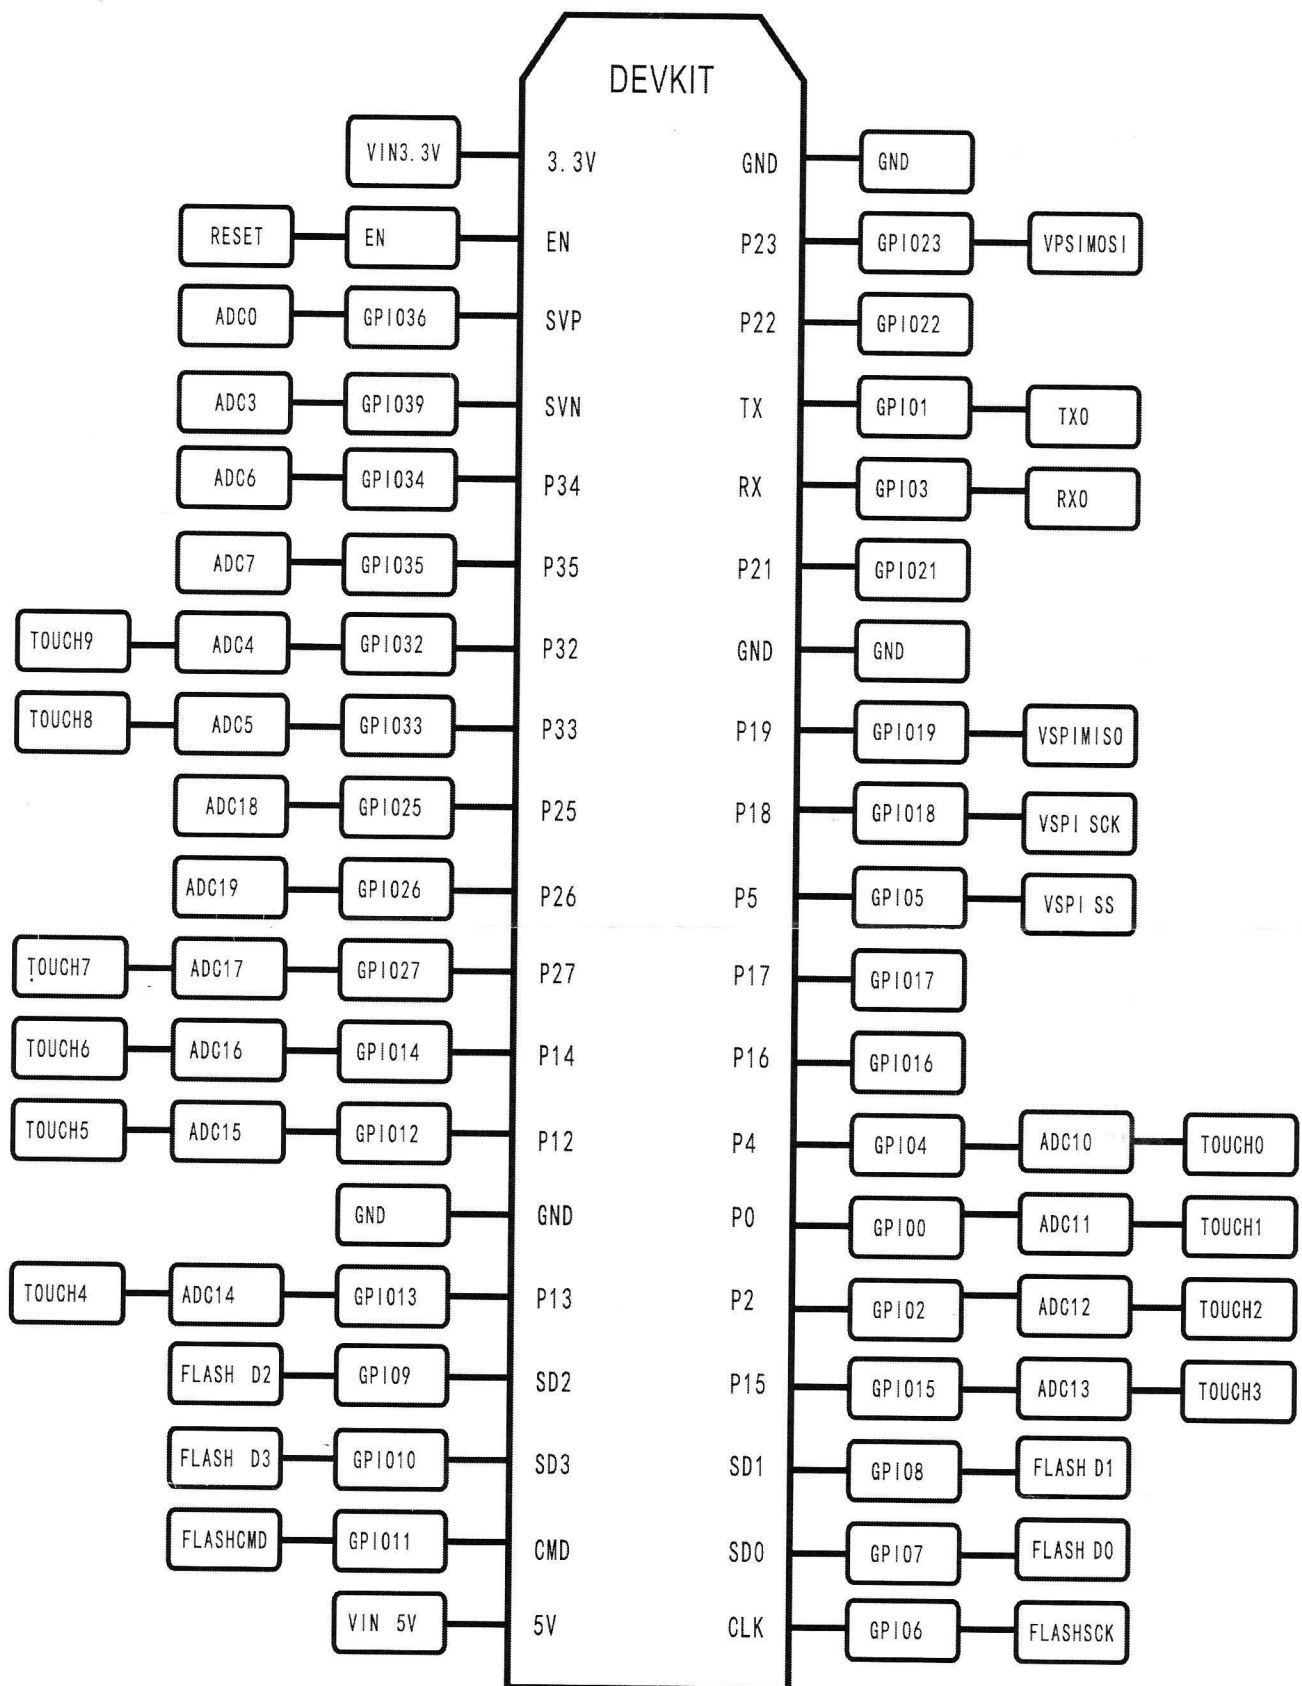 DEVKIT
VIN3.3V 3.3V GND GND
RESET EN EN P23 GPIO23 VPSIMOSI
ADC0 GPIO36 SVP P22 GPIO22
ADC3 GPIO39 SVN TX GPIO1 TX0
ADC6 GPIO34 P34 RX GPIO3 RX0
ADC7 GPIO35 P35 P21 GPIO21
TOUCH9 ADC4 GPIO32 P32 GND GND
TOUCH8 ADC5 GPIO33 P33 P19 GPIO19 VSPIMISO
ADC18 GPIO25 P25 P18 GPIO18 VSPI SCK
ADC19 GPIO26 P26 P5 GPIO5 VSPI SS
TOUCH7 ADC17 GPIO27 P27 P17 GPIO17
TOUCH6 ADC16 GPIO14 P14 P16 GPIO16
TOUCH5 ADC15 GPIO12 P12 P4 GPIO4 ADC10 TOUCH0
GND GND P0 GPIO0 ADC11 TOUCH1
TOUCH4 ADC14 GPIO13 P13 P2 GPIO2 ADC12 TOUCH2
FLASH D2 GPIO9 SD2 P15 GPIO15 ADC13 TOUCH3
FLASH D3 GPIO10 SD3 SD1 GPIO8 FLASH D1
FLASHCMD GPIO11 CMD SD0 GPIO7 FLASH D0
VIN 5V 5V CLK GPIO6 FLASHSCK